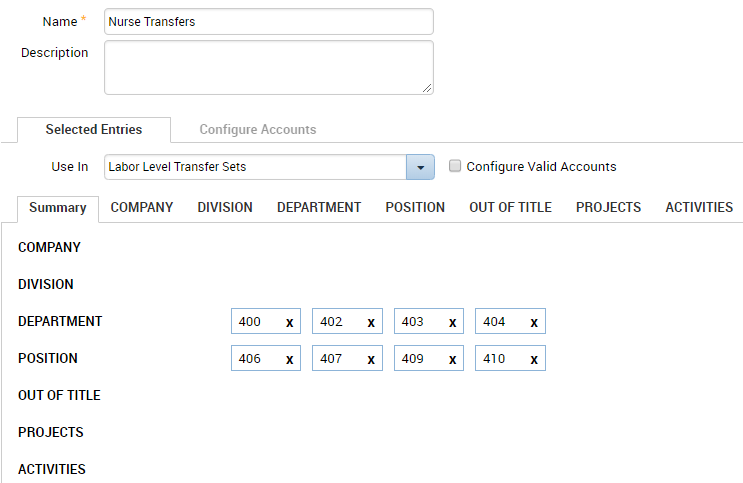 Name *
Nurse Transfers
Description
Selected Entries Configure Accounts
Use In Labor Level Transfer Sets Configure Valid Accounts
Summary COMPANY DIVISION DEPARTMENT POSITION OUT OF TITLE PROJECTS ACTIVITIES
COMPANY
DIVISION
DEPARTMENT 400 x 402 x 403 x 404 x
POSITION 406 x 407 x 409 x 410 x
OUT OF TITLE
PROJECTS
ACTIVITIES